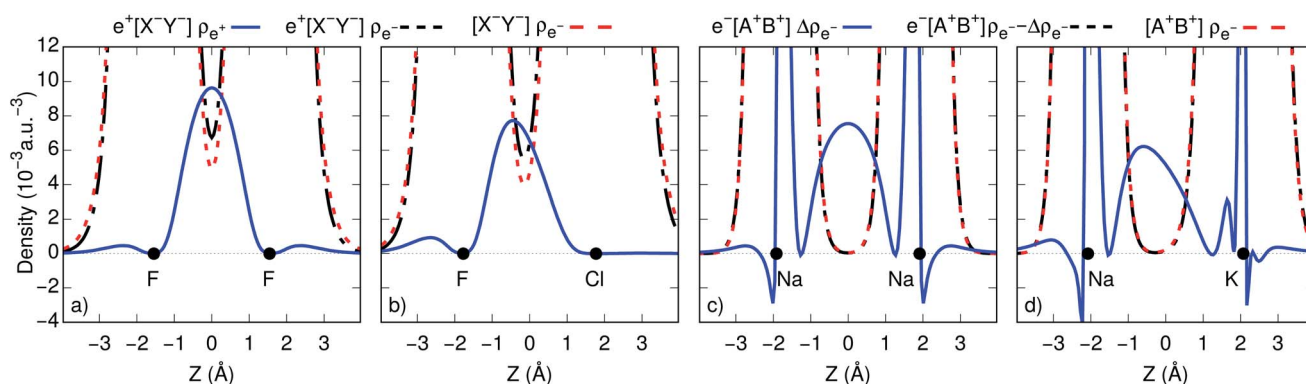 e⁺[X⁻Y⁻] ρₑ⁺ e⁺[X⁻Y⁻] ρₑ⁻ [X⁻Y⁻] ρₑ⁻ e⁻[A⁺B⁺] Δρₑ⁻ e⁻[A⁺B⁺]ρₑ⁻−Δρₑ⁻ [A⁺B⁺] ρₑ⁻
Density (10⁻³a.u.⁻³)
12
10
8
6
4
2
0
−2
−4
F F Na Na
F Cl Na K
a) b) c) d)
−3 −2 −1 0 1 2 3 −3 −2 −1 0 1 2 3 −3 −2 −1 0 1 2 3 −3 −2 −1 0 1 2 3
Z (Å) Z (Å) Z (Å) Z (Å)